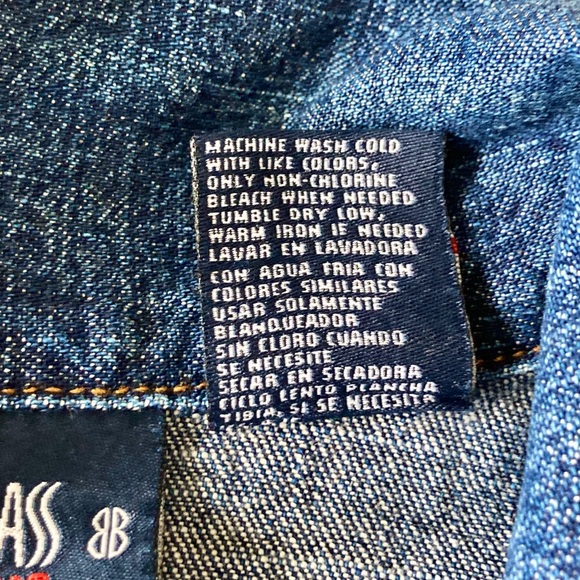 MACHINE WASH COLD
WITH LIKE COLORS,
ONLY NON-CHLORINE
BLEACH WHEN NEEDED
TUMBLE DRY LOW,
WARM IRON IF NEEDED
LAVAR EN LAVADORA
CON AGUA FRIA CON
COLORES SIMILARES
USAR SOLAMENTE
BLANQUEADOR
SIN CLORO CUANDO
SE NECESITE
SECAR EN SECADORA
CICLO LENTO PLANCHA
TIBIA, SE SE NECESITA
ASS BB